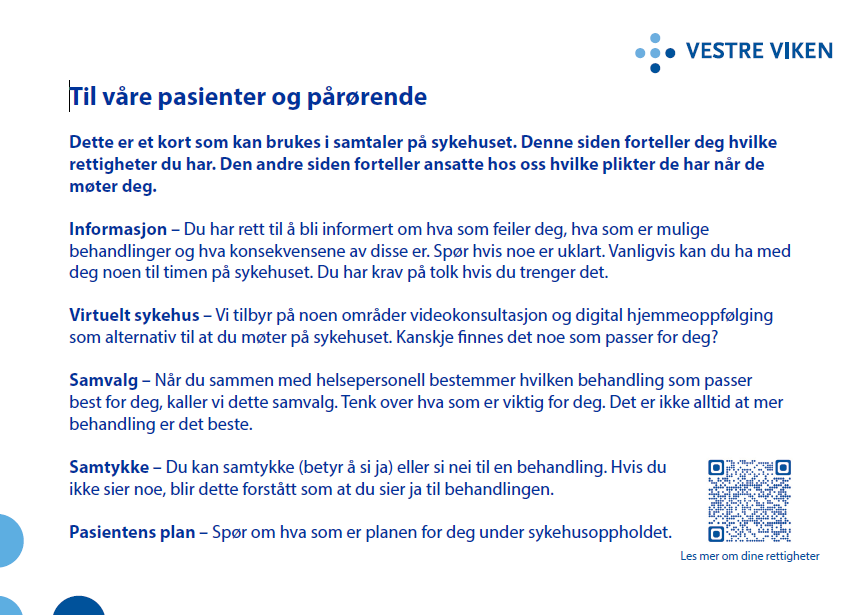 VESTRE VIKEN
Til våre pasienter og pårørende
Dette er et kort som kan brukes i samtaler på sykehuset. Denne siden forteller deg hvilke
rettigheter du har. Den andre siden forteller ansatte hos oss hvilke plikter de har når de
møter deg.
Informasjon – Du har rett til å bli informert om hva som feiler deg, hva som er mulige
behandlinger og hva konsekvensene av disse er. Spør hvis noe er uklart. Vanligvis kan du ha med
deg noen til timen på sykehuset. Du har krav på tolk hvis du trenger det.
Virtuelt sykehus – Vi tilbyr på noen områder videokonsultasjon og digital hjemmeoppfølging
som alternativ til at du møter på sykehuset. Kanskje finnes det noe som passer for deg?
Samvalg – Når du sammen med helsepersonell bestemmer hvilken behandling som passer
best for deg, kaller vi dette samvalg. Tenk over hva som er viktig for deg. Det er ikke alltid at mer
behandling er det beste.
Samtykke – Du kan samtykke (betyr å si ja) eller si nei til en behandling. Hvis du
ikke sier noe, blir dette forstått som at du sier ja til behandlingen.
Pasientens plan – Spør om hva som er planen for deg under sykehusoppholdet.
Les mer om dine rettigheter